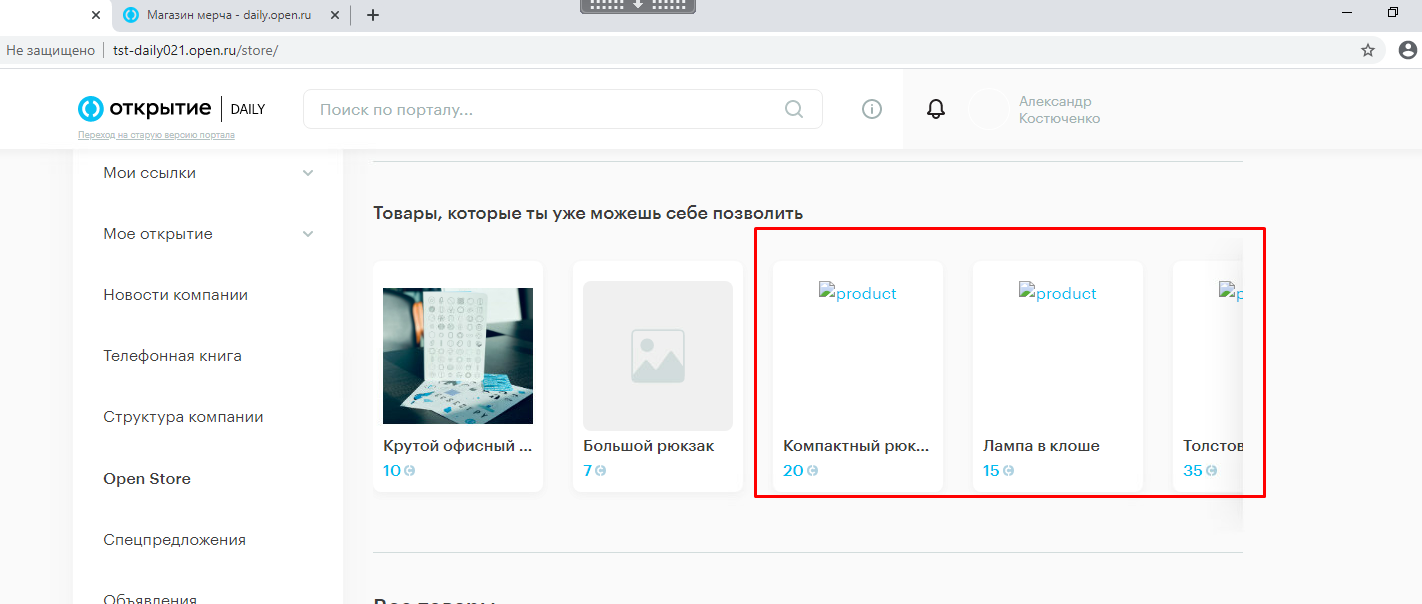 Магазин мерча - daily.open.ru
Не защищено
tst-daily021.open.ru/store/
открытие DAILY
Переход на старую версию портала
Поиск по порталу...
Александр
Костюченко
Мои ссылки
Мое открытие
Новости компании
Телефонная книга
Структура компании
Open Store
Спецпредложения
Объявления
Товары, которые ты уже можешь себе позволить
product
product
p
Крутой офисный ...
10
Большой рюкзак
7
Компактный рюк...
20
Лампа в клоше
15
Толстов
35
Все товары